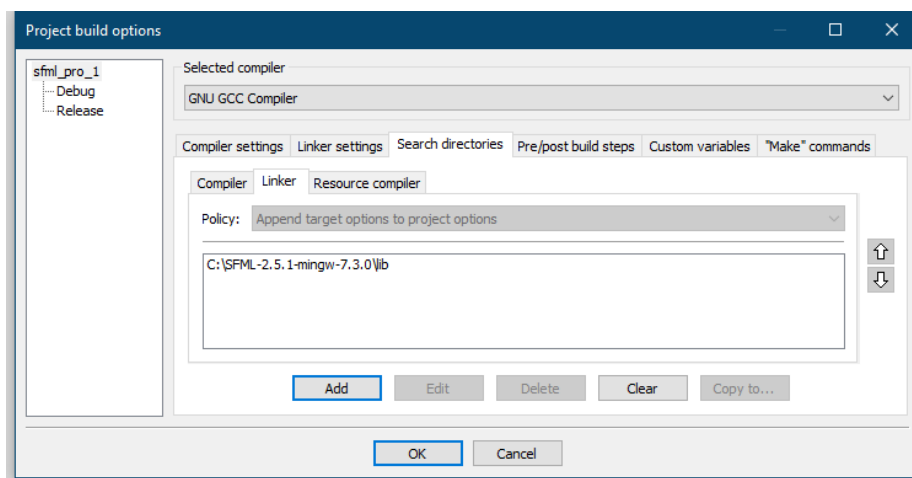 Project build options
sfml_pro_1
Debug
Release
Selected compiler
GNU GCC Compiler
Compiler settings Linker settings Search directories Pre/post build steps Custom variables "Make" commands
Compiler Linker Resource compiler
Policy: Append target options to project options
C:\SFML-2.5.1-mingw-7.3.0\lib
Add Edit Delete Clear Copy to...
OK Cancel